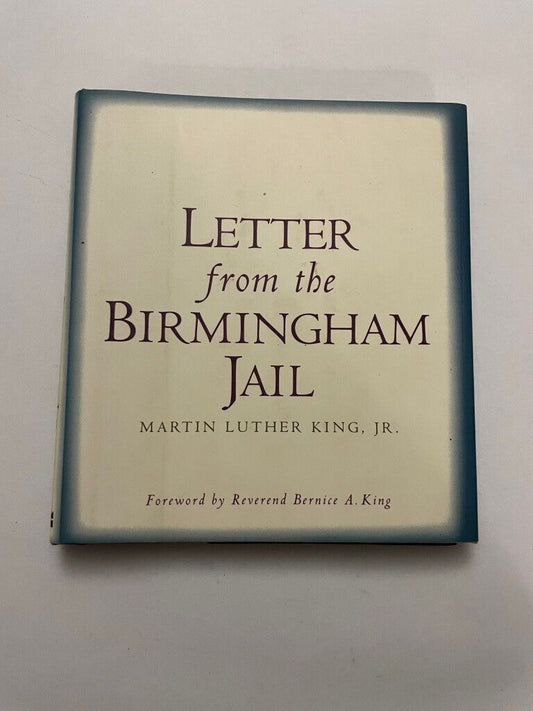 LETTER
from the
BIRMINGHAM
JAIL
MARTIN LUTHER KING, JR.
Foreword by Reverend Bernice A. King